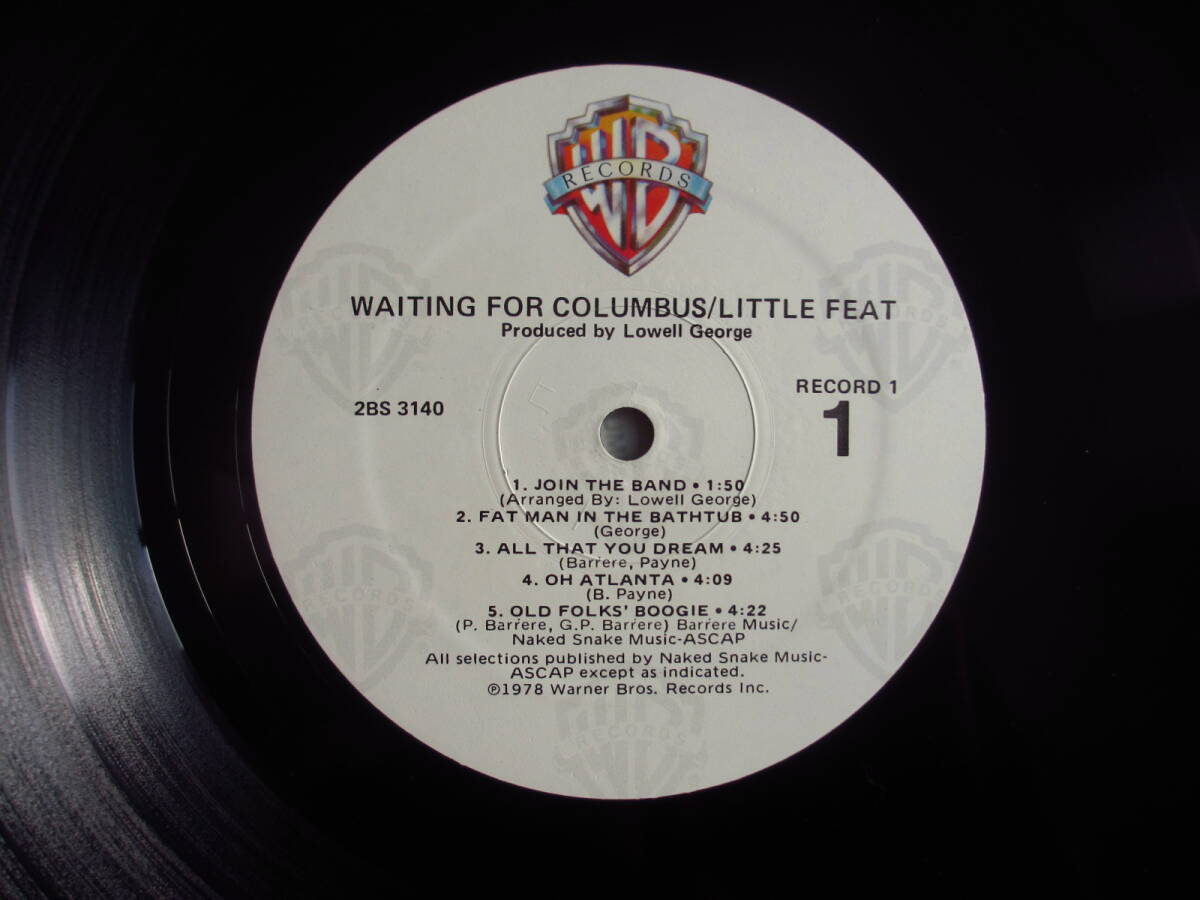 WB
RECORDS
WAITING FOR COLUMBUS/LITTLE FEAT
Produced by Lowell George
2BS 3140
RECORD 1
1
1. JOIN THE BAND • 1:50
(Arranged By: Lowell George)
2. FAT MAN IN THE BATHTUB • 4:50
(George)
3. ALL THAT YOU DREAM • 4:25
(Barrere, Payne)
4. OH ATLANTA • 4:09
(B. Payne)
5. OLD FOLKS' BOOGIE • 4:22
(P. Barrere, G.P. Barrere) Barrere Music/
Naked Snake Music-ASCAP
All selections published by Naked Snake Music-
ASCAP except as indicated.
℗1978 Warner Bros. Records Inc.